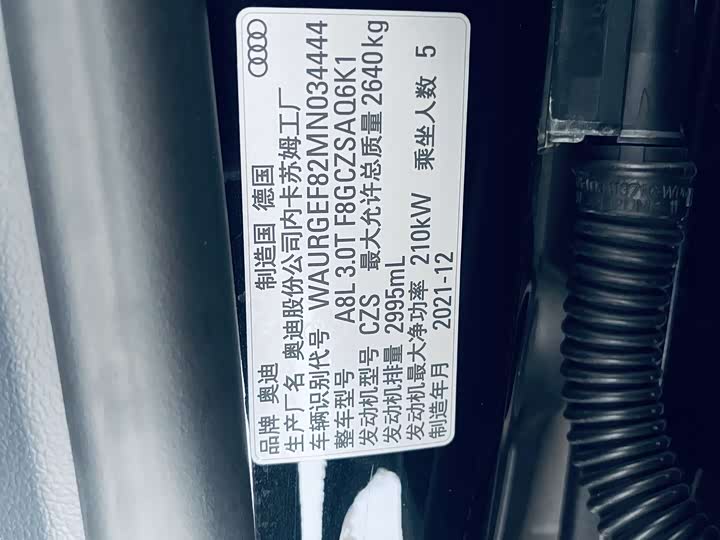 品牌 奥迪 制造国 德国
生产厂名 奥迪股份公司内卡苏姆工厂
车辆识别代号 WAURGEF82MN034444
整车型号 A8L 3.0T F8GCZSAQ6K1
发动机型号 CZS 最大允许总质量 2640kg
发动机排量 2995mL
发动机最大净功率 210kW 乘坐人数 5
制造年月 2021-12